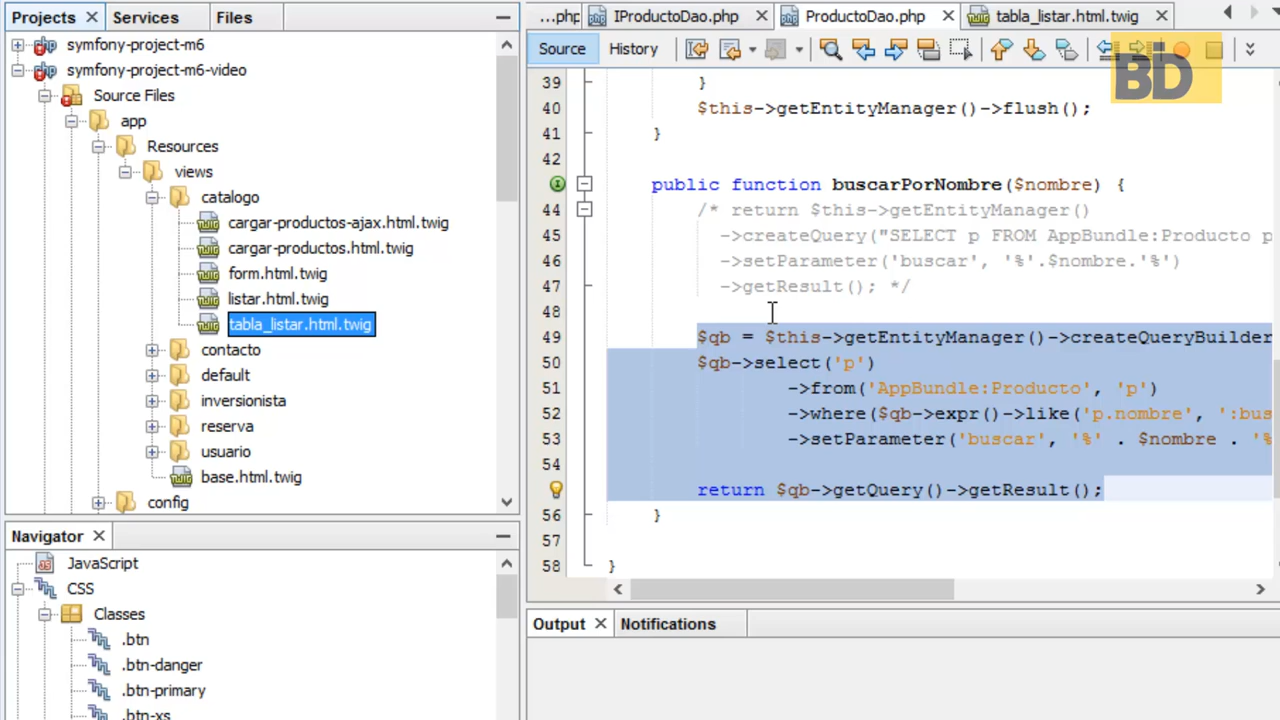 Projects
Services
Files
symfony-project-m6
symfony-project-m6-video
Source Files
app
Resources
views
catalogo
cargar-productos-ajax.html.twig
cargar-productos.html.twig
form.html.twig
listar.html.twig
tabla_listar.html.twig
contacto
default
inversionista
reserva
usuario
base.html.twig
config
Navigator
JavaScript
CSS
Classes
.btn
.btn-danger
.btn-primary
.btn-xs
...php
IProductoDao.php
ProductoDao.php
tabla_listar.html.twig
Source
History
BD
39 }
40 $this->getEntityManager()->flush();
41 }
42
public function buscarPorNombre($nombre) {
44 /* return $this->getEntityManager()
45 ->createQuery("SELECT p FROM AppBundle:Producto p
46 ->setParameter('buscar', '%'.$nombre.'%')
47 ->getResult(); */
48
49 $qb = $this->getEntityManager()->createQueryBuilder
50 $qb->select('p')
51 ->from('AppBundle:Producto', 'p')
52 ->where($qb->expr()->like('p.nombre', ':bus
53 ->setParameter('buscar', '%' . $nombre . '%
54
return $qb->getQuery()->getResult();
56 }
57
58 }
Output
Notifications